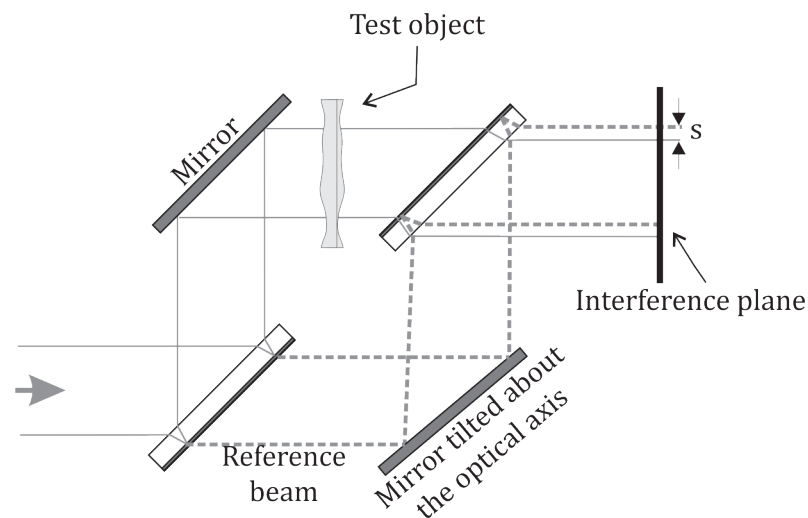 Test object
Mirror
s
Interference plane
Reference
beam
Mirror tilted about
the optical axis